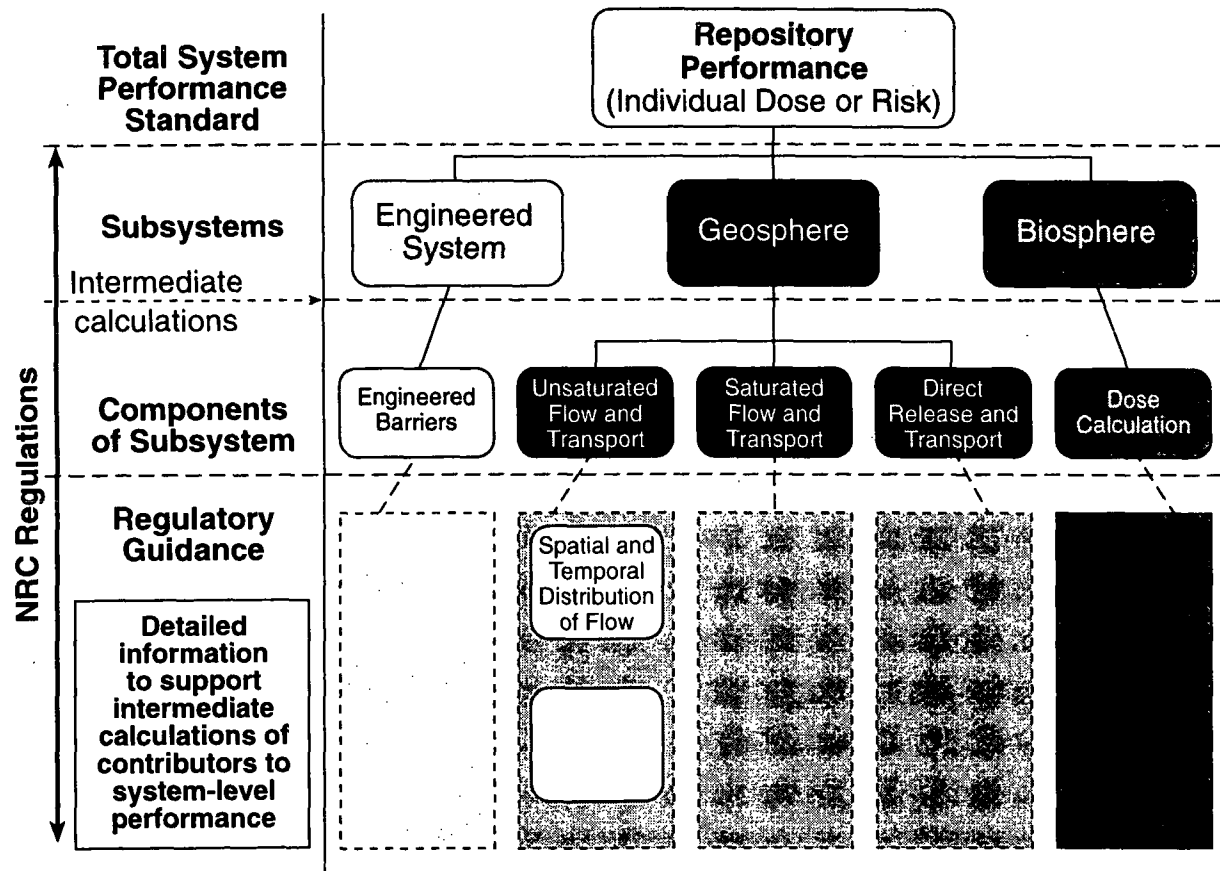 Total System
Performance
Standard
Repository
Performance
(Individual Dose or Risk)
Subsystems
Engineered
System
Geosphere
Biosphere
Intermediate
calculations
NRC Regulations
Components
of Subsystem
Engineered
Barriers
Unsaturated
Flow and
Transport
Saturated
Flow and
Transport
Direct
Release and
Transport
Dose
Calculation
Regulatory
Guidance
Spatial and
Temporal
Distribution
of Flow
Detailed
information
to support
intermediate
calculations of
contributors to
system-level
performance